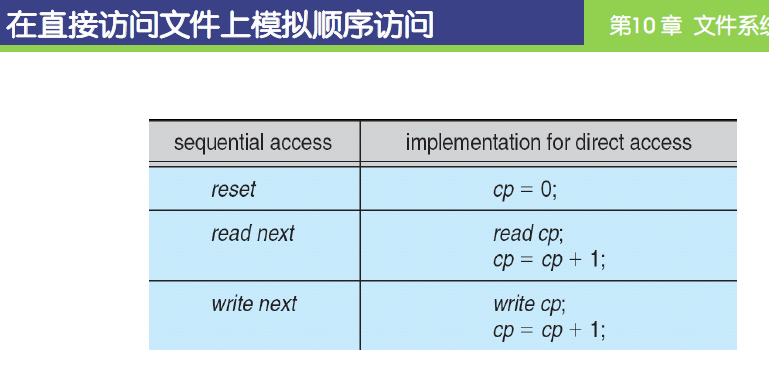 在直接访问文件上模拟顺序访问
第10 章 文件系
sequential access
implementation for direct access
reset
cp = 0;
read next
read cp;
cp = cp + 1;
write next
write cp;
cp = cp + 1;